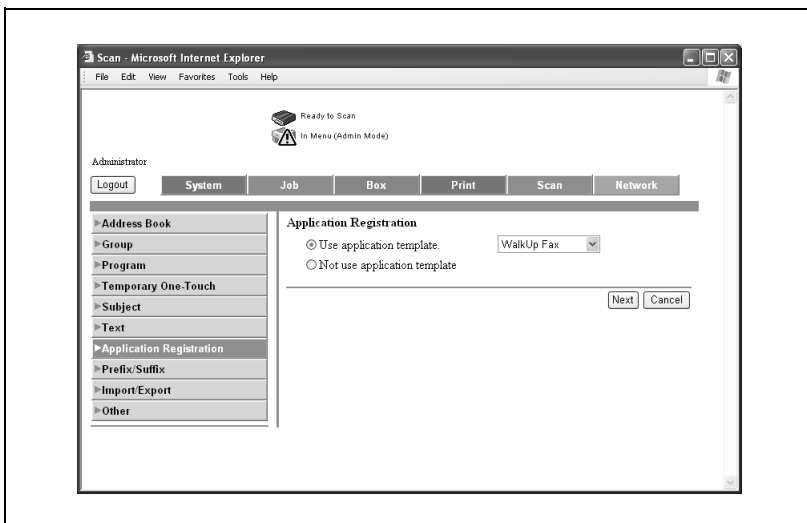 Scan - Microsoft Internet Explorer
File Edit View Favorites Tools Help
Ready to Scan
In Menu (Admin Mode)
Administrator
Logout System Job Box Print Scan Network
Address Book
Group
Program
Temporary One-Touch
Subject
Text
Application Registration
Prefix/Suffix
Import/Export
Other
Application Registration
Use application template. WalkUp Fax
Not use application template
Next Cancel